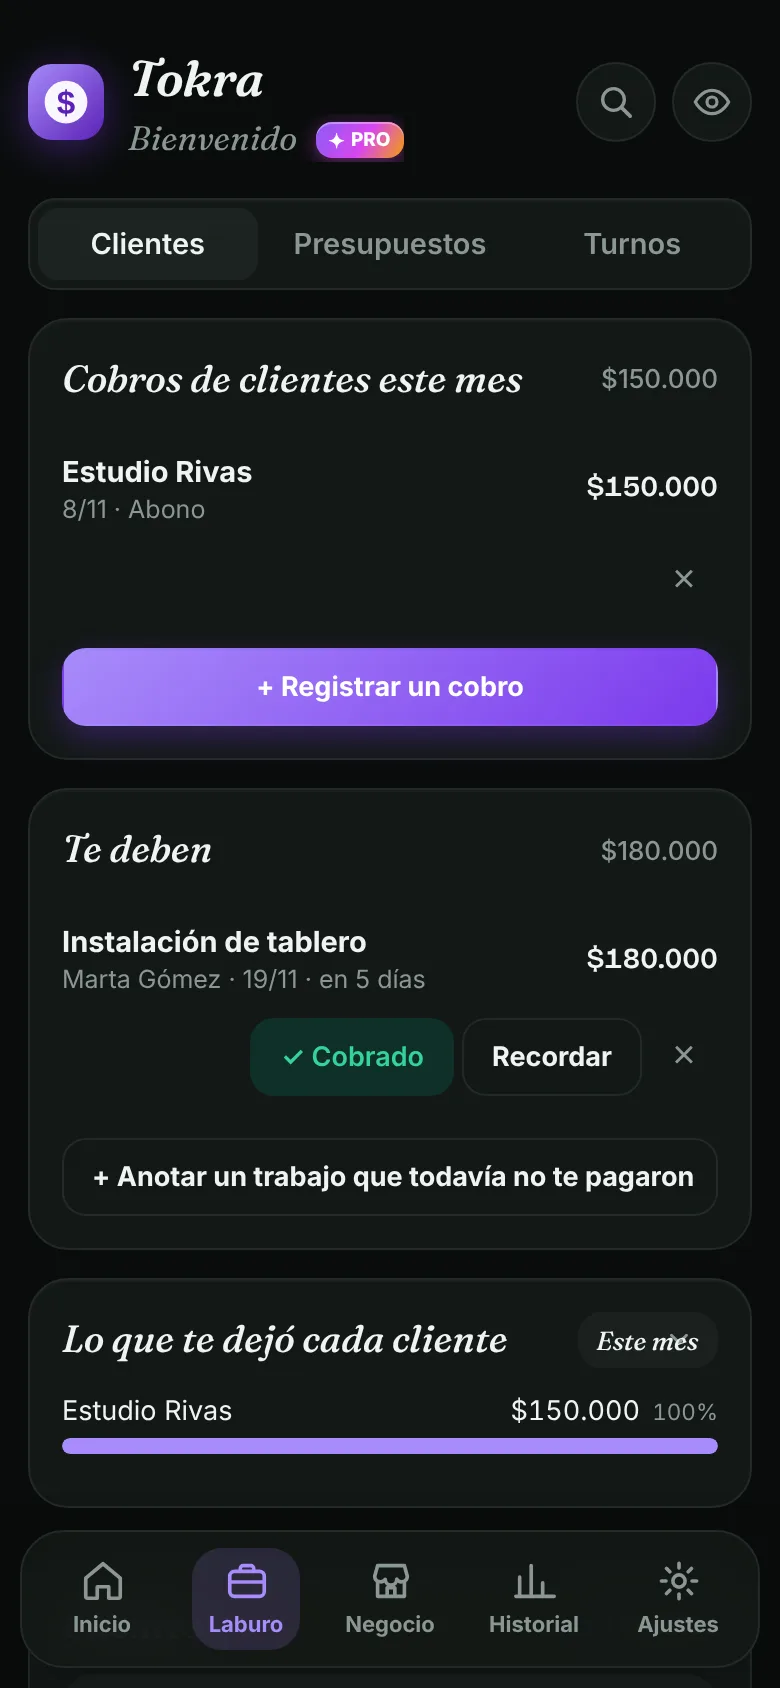 $
Tokra
Bienvenido ✦ PRO
Clientes Presupuestos Turnos
Cobros de clientes este mes $150.000
Estudio Rivas
$150.000
8/11 · Abono
×
+ Registrar un cobro
Te deben $180.000
Instalación de tablero
$180.000
Marta Gómez · 19/11 · en 5 días
✓ Cobrado Recordar ×
+ Anotar un trabajo que todavía no te pagaron
Lo que te dejó cada cliente Este mes
Estudio Rivas $150.000 100%
Inicio Laburo Negocio Historial Ajustes